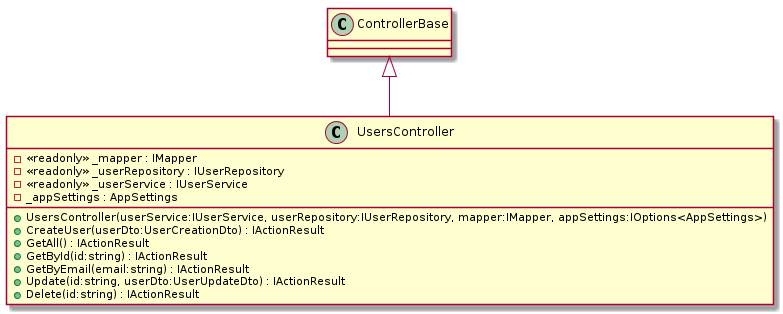 C ControllerBase
C UsersController
«readonly» _mapper : IMapper
«readonly» _userRepository : IUserRepository
«readonly» _userService : IUserService
_appSettings : AppSettings
UsersController(userService:IUserService, userRepository:IUserRepository, mapper:IMapper, appSettings:IOptions<AppSettings>)
CreateUser(userDto:UserCreationDto) : IActionResult
GetAll() : IActionResult
GetById(id:string) : IActionResult
GetByEmail(email:string) : IActionResult
Update(id:string, userDto:UserUpdateDto) : IActionResult
Delete(id:string) : IActionResult